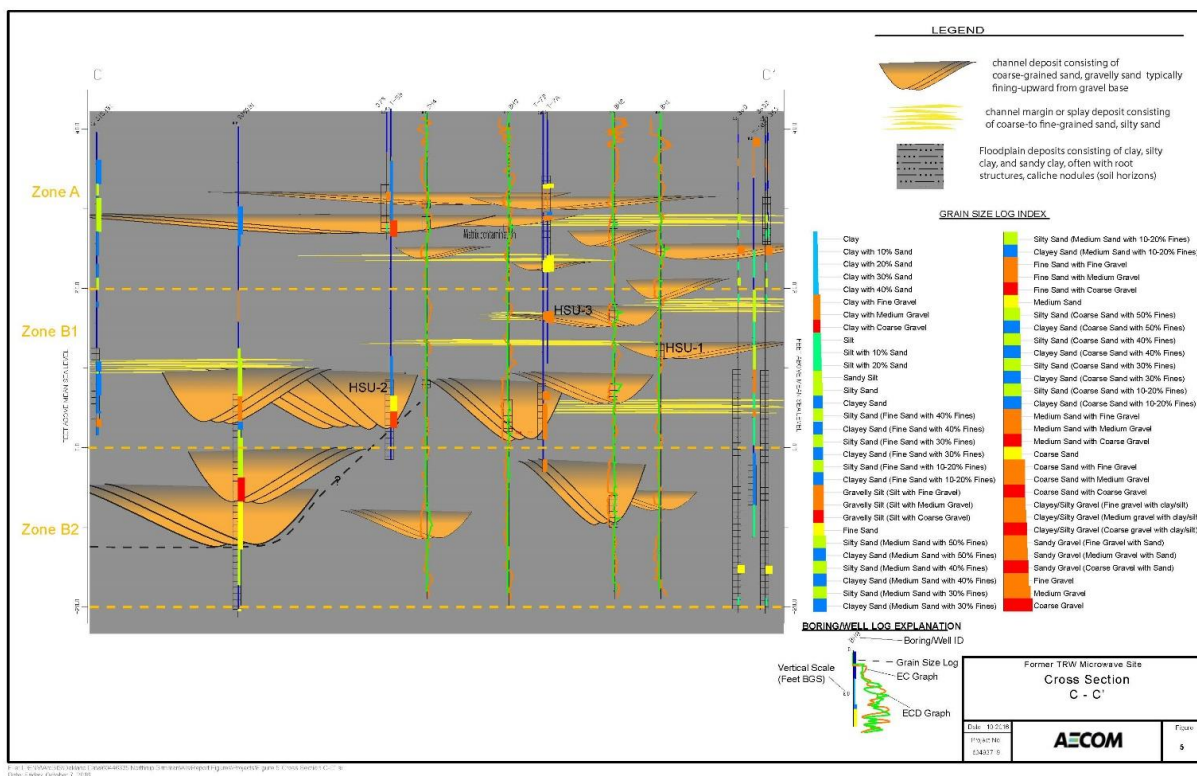 LEGEND
channel deposit consisting of
coarse-grained sand, gravelly sand typically
fining-upward from gravel base
channel margin or splay deposit consisting
of coarse-to fine-grained sand, silty sand
Floodplain deposits consisting of clay, silty
clay, and sandy clay, often with root
structures, caliche nodules (soil horizons)
C
C'
Zone A
Zone B1
Zone B2
HSU-3
HSU-1
HSU-2
?
FEET ABOVE MEAN SEA LEVEL
FEET ABOVE MEAN SEA LEVEL
GRAIN SIZE LOG INDEX
Clay
Clay with 10% Sand
Clay with 20% Sand
Clay with 30% Sand
Clay with 40% Sand
Clay with Fine Gravel
Clay with Medium Gravel
Clay with Coarse Gravel
Silt
Silt with 10% Sand
Silt with 20% Sand
Sandy Silt
Silty Sand
Clayey Sand
Silty Sand (Fine Sand with 40% Fines)
Clayey Sand (Fine Sand with 40% Fines)
Silty Sand (Fine Sand with 30% Fines)
Clayey Sand (Fine Sand with 30% Fines)
Silty Sand (Fine Sand with 10-20% Fines)
Clayey Sand (Fine Sand with 10-20% Fines)
Gravelly Silt (Silt with Fine Gravel)
Gravelly Silt (Silt with Medium Gravel)
Gravelly Silt (Silt with Coarse Gravel)
Fine Sand
Silty Sand (Medium Sand with 50% Fines)
Clayey Sand (Medium Sand with 50% Fines)
Silty Sand (Medium Sand with 40% Fines)
Clayey Sand (Medium Sand with 40% Fines)
Silty Sand (Medium Sand with 30% Fines)
Clayey Sand (Medium Sand with 30% Fines)
Silty Sand (Medium Sand with 10-20% Fines)
Clayey Sand (Medium Sand with 10-20% Fines)
Fine Sand with Fine Gravel
Fine Sand with Medium Gravel
Fine Sand with Coarse Gravel
Medium Sand
Silty Sand (Coarse Sand with 50% Fines)
Clayey Sand (Coarse Sand with 50% Fines)
Silty Sand (Coarse Sand with 40% Fines)
Clayey Sand (Coarse Sand with 40% Fines)
Silty Sand (Coarse Sand with 30% Fines)
Clayey Sand (Coarse Sand with 30% Fines)
Silty Sand (Coarse Sand with 10-20% Fines)
Clayey Sand (Coarse Sand with 10-20% Fines)
Medium Sand with Fine Gravel
Medium Sand with Medium Gravel
Medium Sand with Coarse Gravel
Coarse Sand
Coarse Sand with Fine Gravel
Coarse Sand with Medium Gravel
Coarse Sand with Coarse Gravel
Clayey/Silty Gravel (Fine gravel with clay/silt)
Clayey/Silty Gravel (Medium gravel with clay/silt)
Clayey/Silty Gravel (Coarse gravel with clay/silt)
Sandy Gravel (Fine Gravel with Sand)
Sandy Gravel (Medium Gravel with Sand)
Sandy Gravel (Coarse Gravel with Sand)
Fine Gravel
Medium Gravel
Coarse Gravel
BORING/WELL LOG EXPLANATION
Boring/Well ID
Grain Size Log
EC Graph
Vertical Scale
(Feet BGS)
ECD Graph
Former TRW Microwave Site
Cross Section
C - C'
Date: 10-2016
Project No.
AECOM
Figure
5